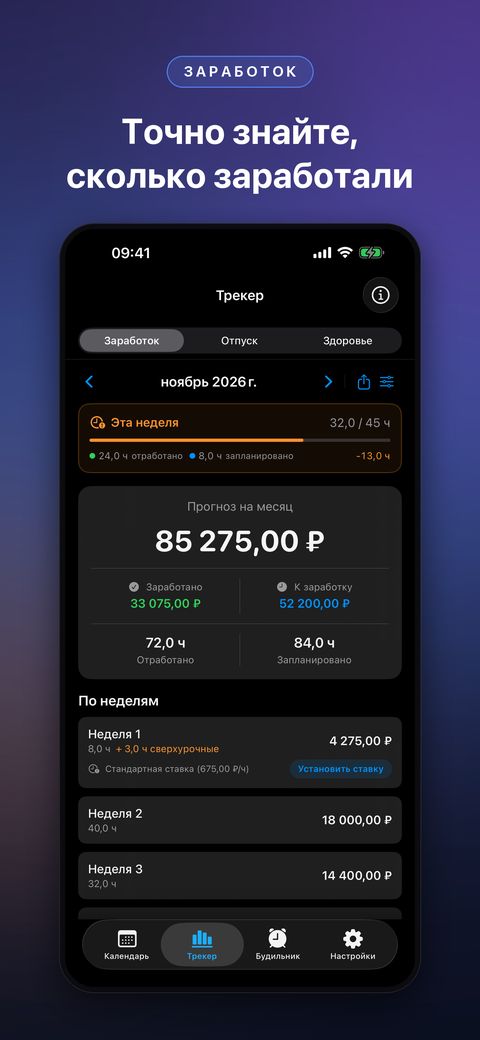 ЗАРАБОТОК
Точно знайте,
сколько заработали
09:41
Трекер
Заработок Отпуск Здоровье
ноябрь 2026 г.
Эта неделя 32,0 / 45 ч
24,0 ч отработано 8,0 ч запланировано -13,0 ч
Прогноз на месяц
85 275,00 ₽
Заработано К заработку
33 075,00 ₽ 52 200,00 ₽
72,0 ч 84,0 ч
Отработано Запланировано
По неделям
Неделя 1 4 275,00 ₽
8,0 ч + 3,0 ч сверхурочные
Стандартная ставка (675,00 ₽/ч) Установить ставку
Неделя 2 18 000,00 ₽
40,0 ч
Неделя 3 14 400,00 ₽
32,0 ч
Календарь Трекер Будильник Настройки